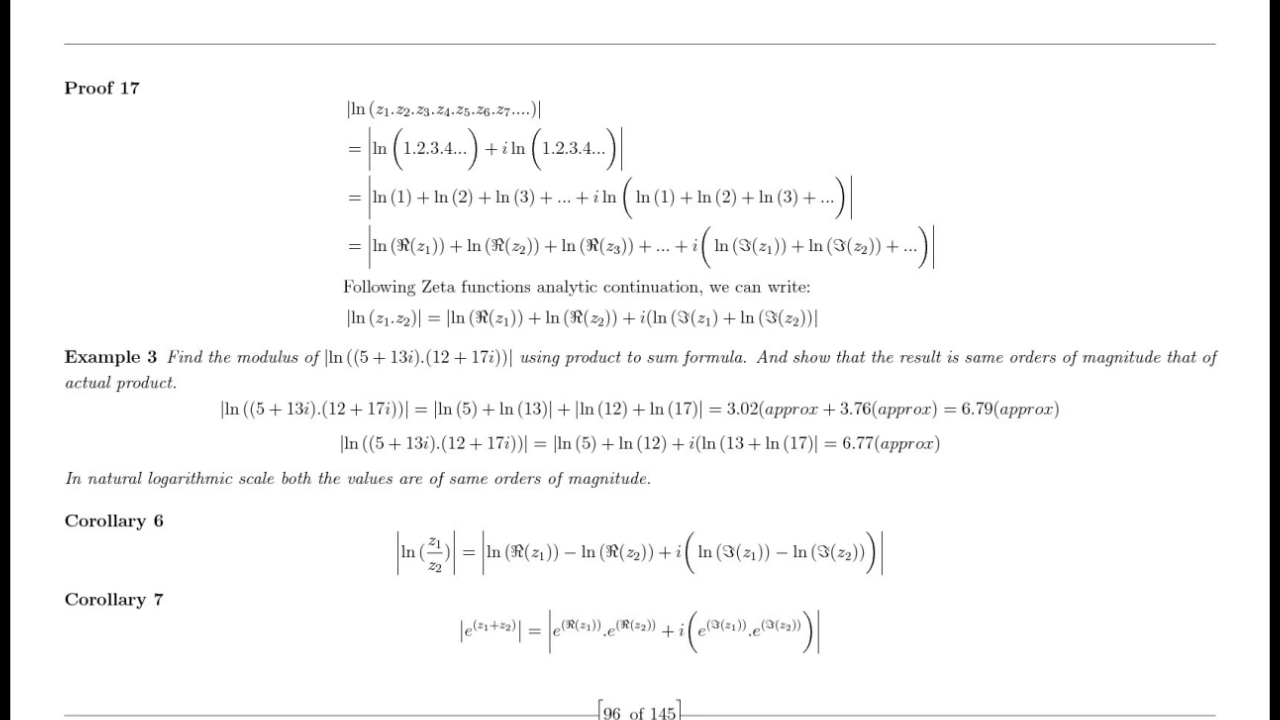 Proof 17
|ln (z₁.z₂.z₃.z₄.z₅.z₆.z₇....)|
= |ln (1.2.3.4...) + i ln (1.2.3.4...)|
= |ln (1) + ln (2) + ln (3) + ... + i ln ( ln (1) + ln (2) + ln (3) + ...)|
= |ln (ℜ(z₁)) + ln (ℜ(z₂)) + ln (ℜ(z₃)) + ... + i( ln (ℑ(z₁)) + ln (ℑ(z₂)) + ...)|
Following Zeta functions analytic continuation, we can write:
|ln (z₁.z₂)| = |ln (ℜ(z₁)) + ln (ℜ(z₂)) + i(ln (ℑ(z₁) + ln (ℑ(z₂))|
Example 3 Find the modulus of |ln ((5 + 13i).(12 + 17i))| using product to sum formula. And show that the result is same orders of magnitude that of
actual product.
|ln ((5 + 13i).(12 + 17i))| = |ln (5) + ln (13)| + |ln (12) + ln (17)| = 3.02(approx + 3.76(approx) = 6.79(approx)
|ln ((5 + 13i).(12 + 17i))| = |ln (5) + ln (12) + i(ln (13 + ln (17)| = 6.77(approx)
In natural logarithmic scale both the values are of same orders of magnitude.
Corollary 6
|ln (z₁/z₂)| = |ln (ℜ(z₁)) − ln (ℜ(z₂)) + i( ln (ℑ(z₁)) − ln (ℑ(z₂)))|
Corollary 7
|e^(z₁+z₂)| = |e^(ℜ(z₁)).e^(ℜ(z₂)) + i(e^(ℑ(z₁)).e^(ℑ(z₂)))|
[96 of 145]